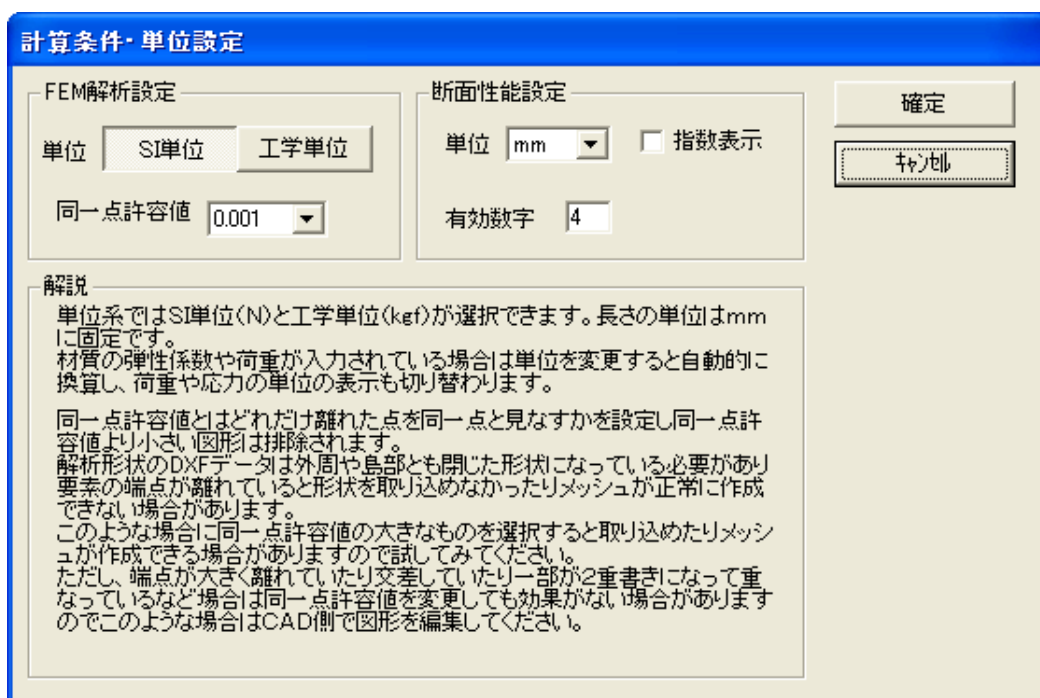 計算条件・単位設定
FEM解析設定
単位 SI単位 工学単位
同一点許容値 0.001
断面性能設定
単位 mm 指数表示
有効数字 4
確定
ｷｬﾝｾﾙ
解説
単位系ではSI単位(N)と工学単位(kgf)が選択できます。長さの単位はmm
に固定です。
材質の弾性係数や荷重が入力されている場合は単位を変更すると自動的に
換算し、荷重や応力の単位の表示も切り替わります。
同一点許容値とはどれだけ離れた点を同一点と見なすかを設定し同一点許
容値より小さい図形は排除されます。
解析形状のDXFデータは外周や島部とも閉じた形状になっている必要があり
要素の端点が離れていると形状を取り込めなかったりメッシュが正常に作成
できない場合があります。
このような場合に同一点許容値の大きなものを選択すると取り込めたりメッシ
ュが作成できる場合がありますので試してみてください。
ただし、端点が大きく離れていたり交差していたり一部が2重書きになって重
なっているなど場合は同一点許容値を変更しても効果がない場合があります
のでこのような場合はCAD側で図形を編集してください。